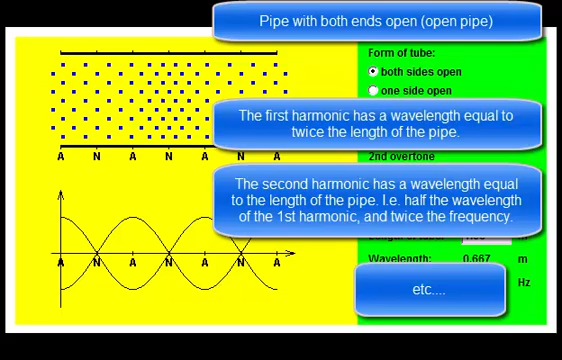 Pipe with both ends open (open pipe)
Form of tube:
both sides open
one side open
The first harmonic has a wavelength equal to
twice the length of the pipe.
A N A N A N A
2nd overtone
The second harmonic has a wavelength equal
to the length of the pipe. I.e. half the wavelength
of the 1st harmonic, and twice the frequency.
A N A N A N A
Wavelength: 0.667 m
Hz
etc....